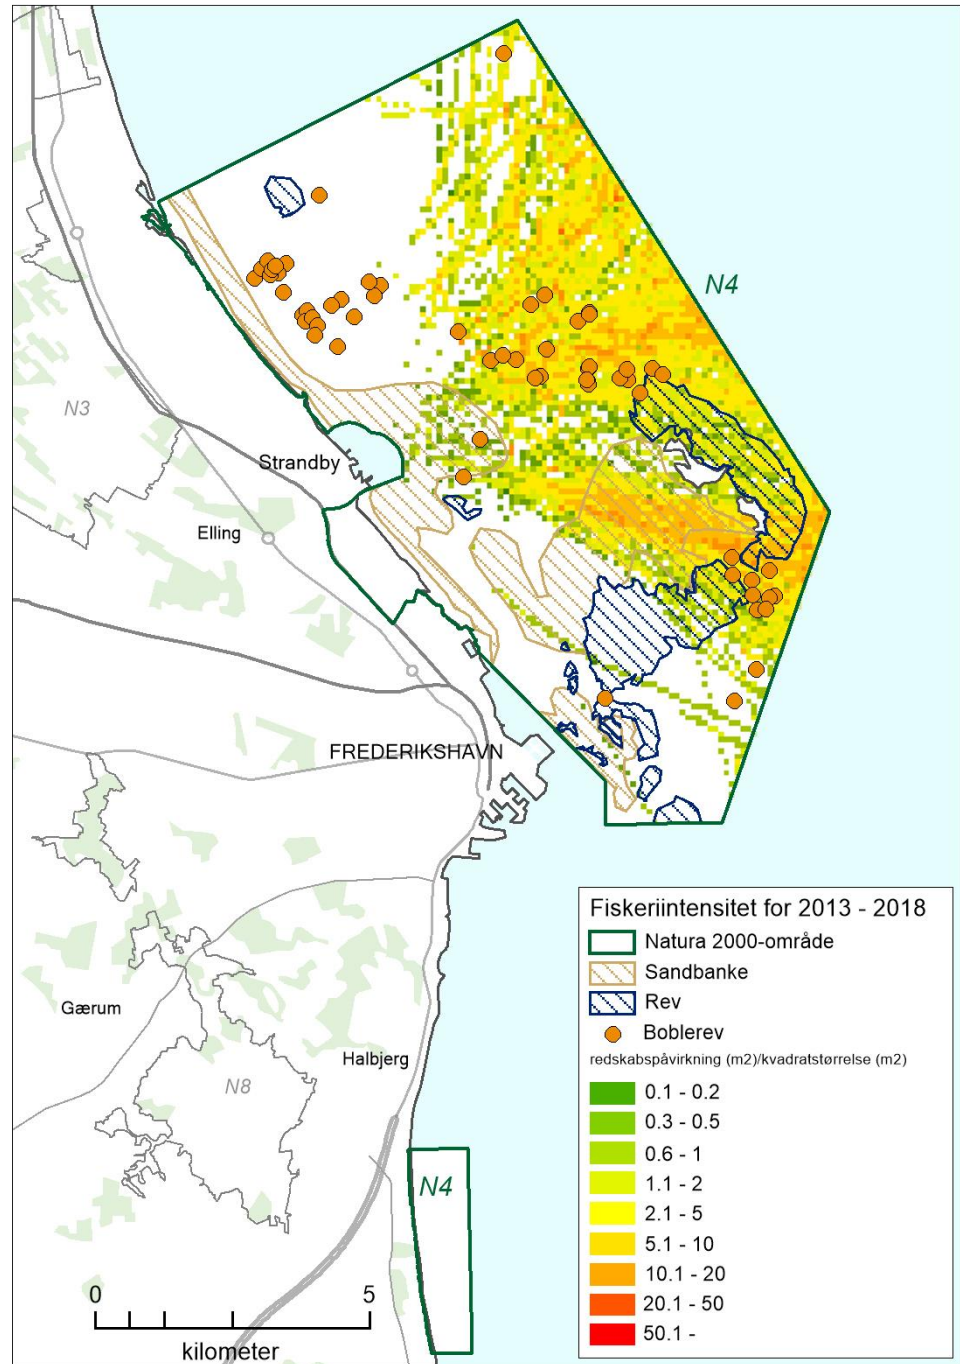 N4
N3
Strandby
Elling
FREDERIKSHAVN
Gærum
Halbjerg
N8
N4
0 5
kilometer
Fiskeriintensitet for 2013 - 2018
Natura 2000-område
Sandbanke
Rev
Boblerev
redskabspåvirkning (m2)/kvadratstørrelse (m2)
0.1 - 0.2
0.3 - 0.5
0.6 - 1
1.1 - 2
2.1 - 5
5.1 - 10
10.1 - 20
20.1 - 50
50.1 -